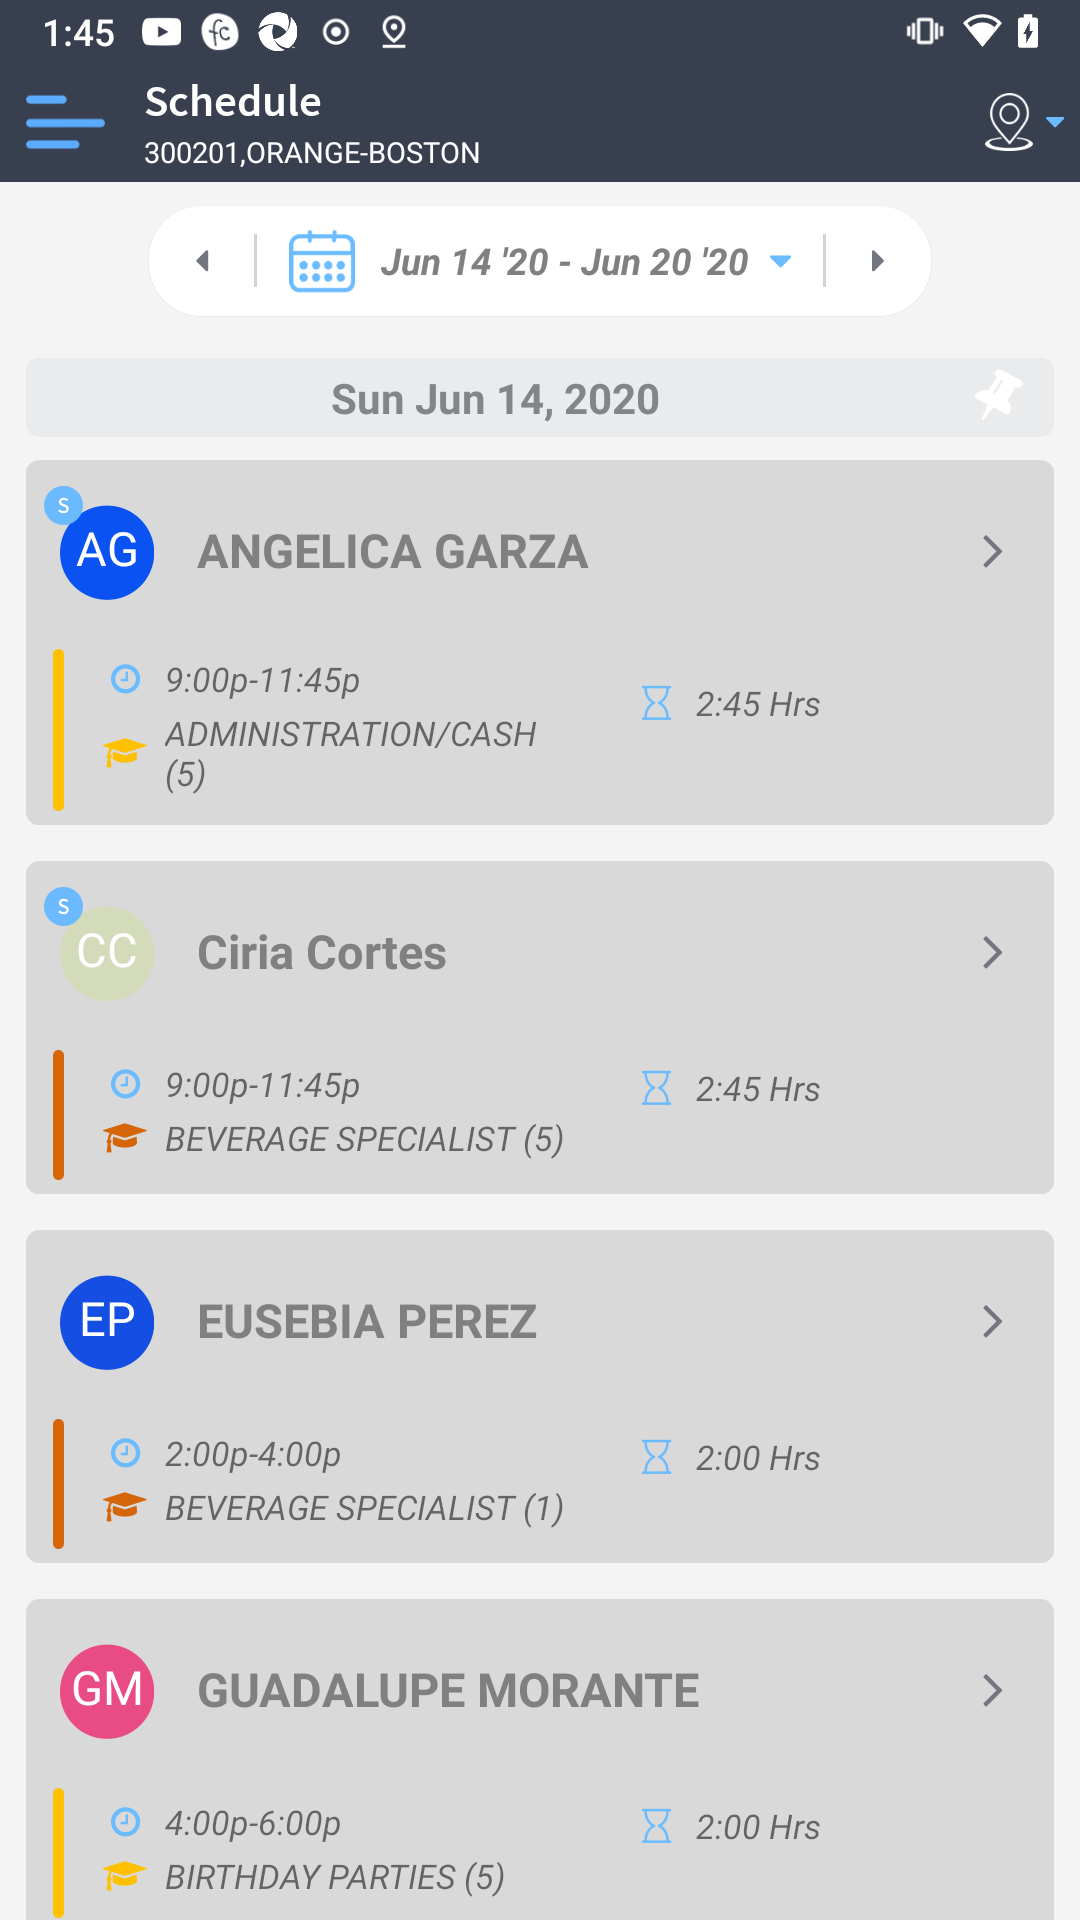 1:45
Schedule
300201,ORANGE-BOSTON
Jun 14 '20 - Jun 20 '20
Sun Jun 14, 2020
S
AG
ANGELICA GARZA
9:00p-11:45p
2:45 Hrs
ADMINISTRATION/CASH
(5)
S
CC
Ciria Cortes
9:00p-11:45p
2:45 Hrs
BEVERAGE SPECIALIST (5)
EP
EUSEBIA PEREZ
2:00p-4:00p
2:00 Hrs
BEVERAGE SPECIALIST (1)
GM
GUADALUPE MORANTE
4:00p-6:00p
2:00 Hrs
BIRTHDAY PARTIES (5)